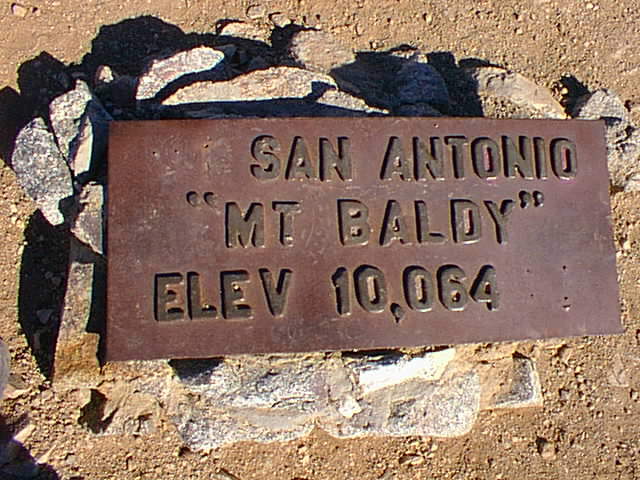 SAN ANTONIO
"MT BALDY"
ELEV 10,064